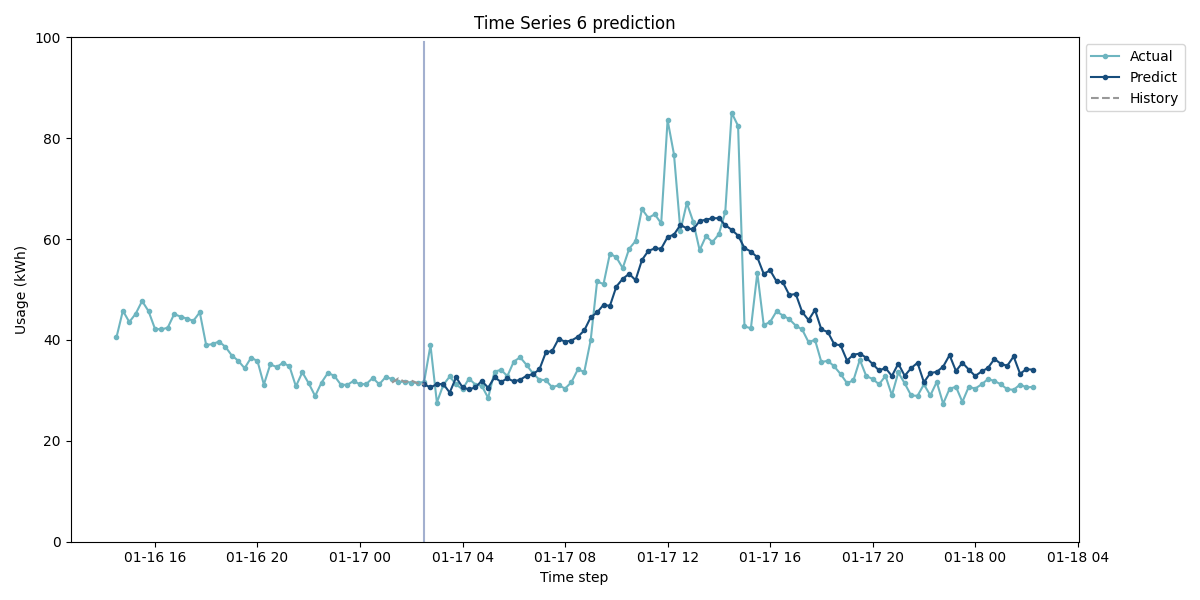 Time Series 6 prediction
100
80
60
40
20
0
Usage (kWh)
01-16 16
01-16 20
01-17 00
01-17 04
01-17 08
01-17 12
01-17 16
01-17 20
01-18 00
01-18 04
Time step
Actual
Predict
History